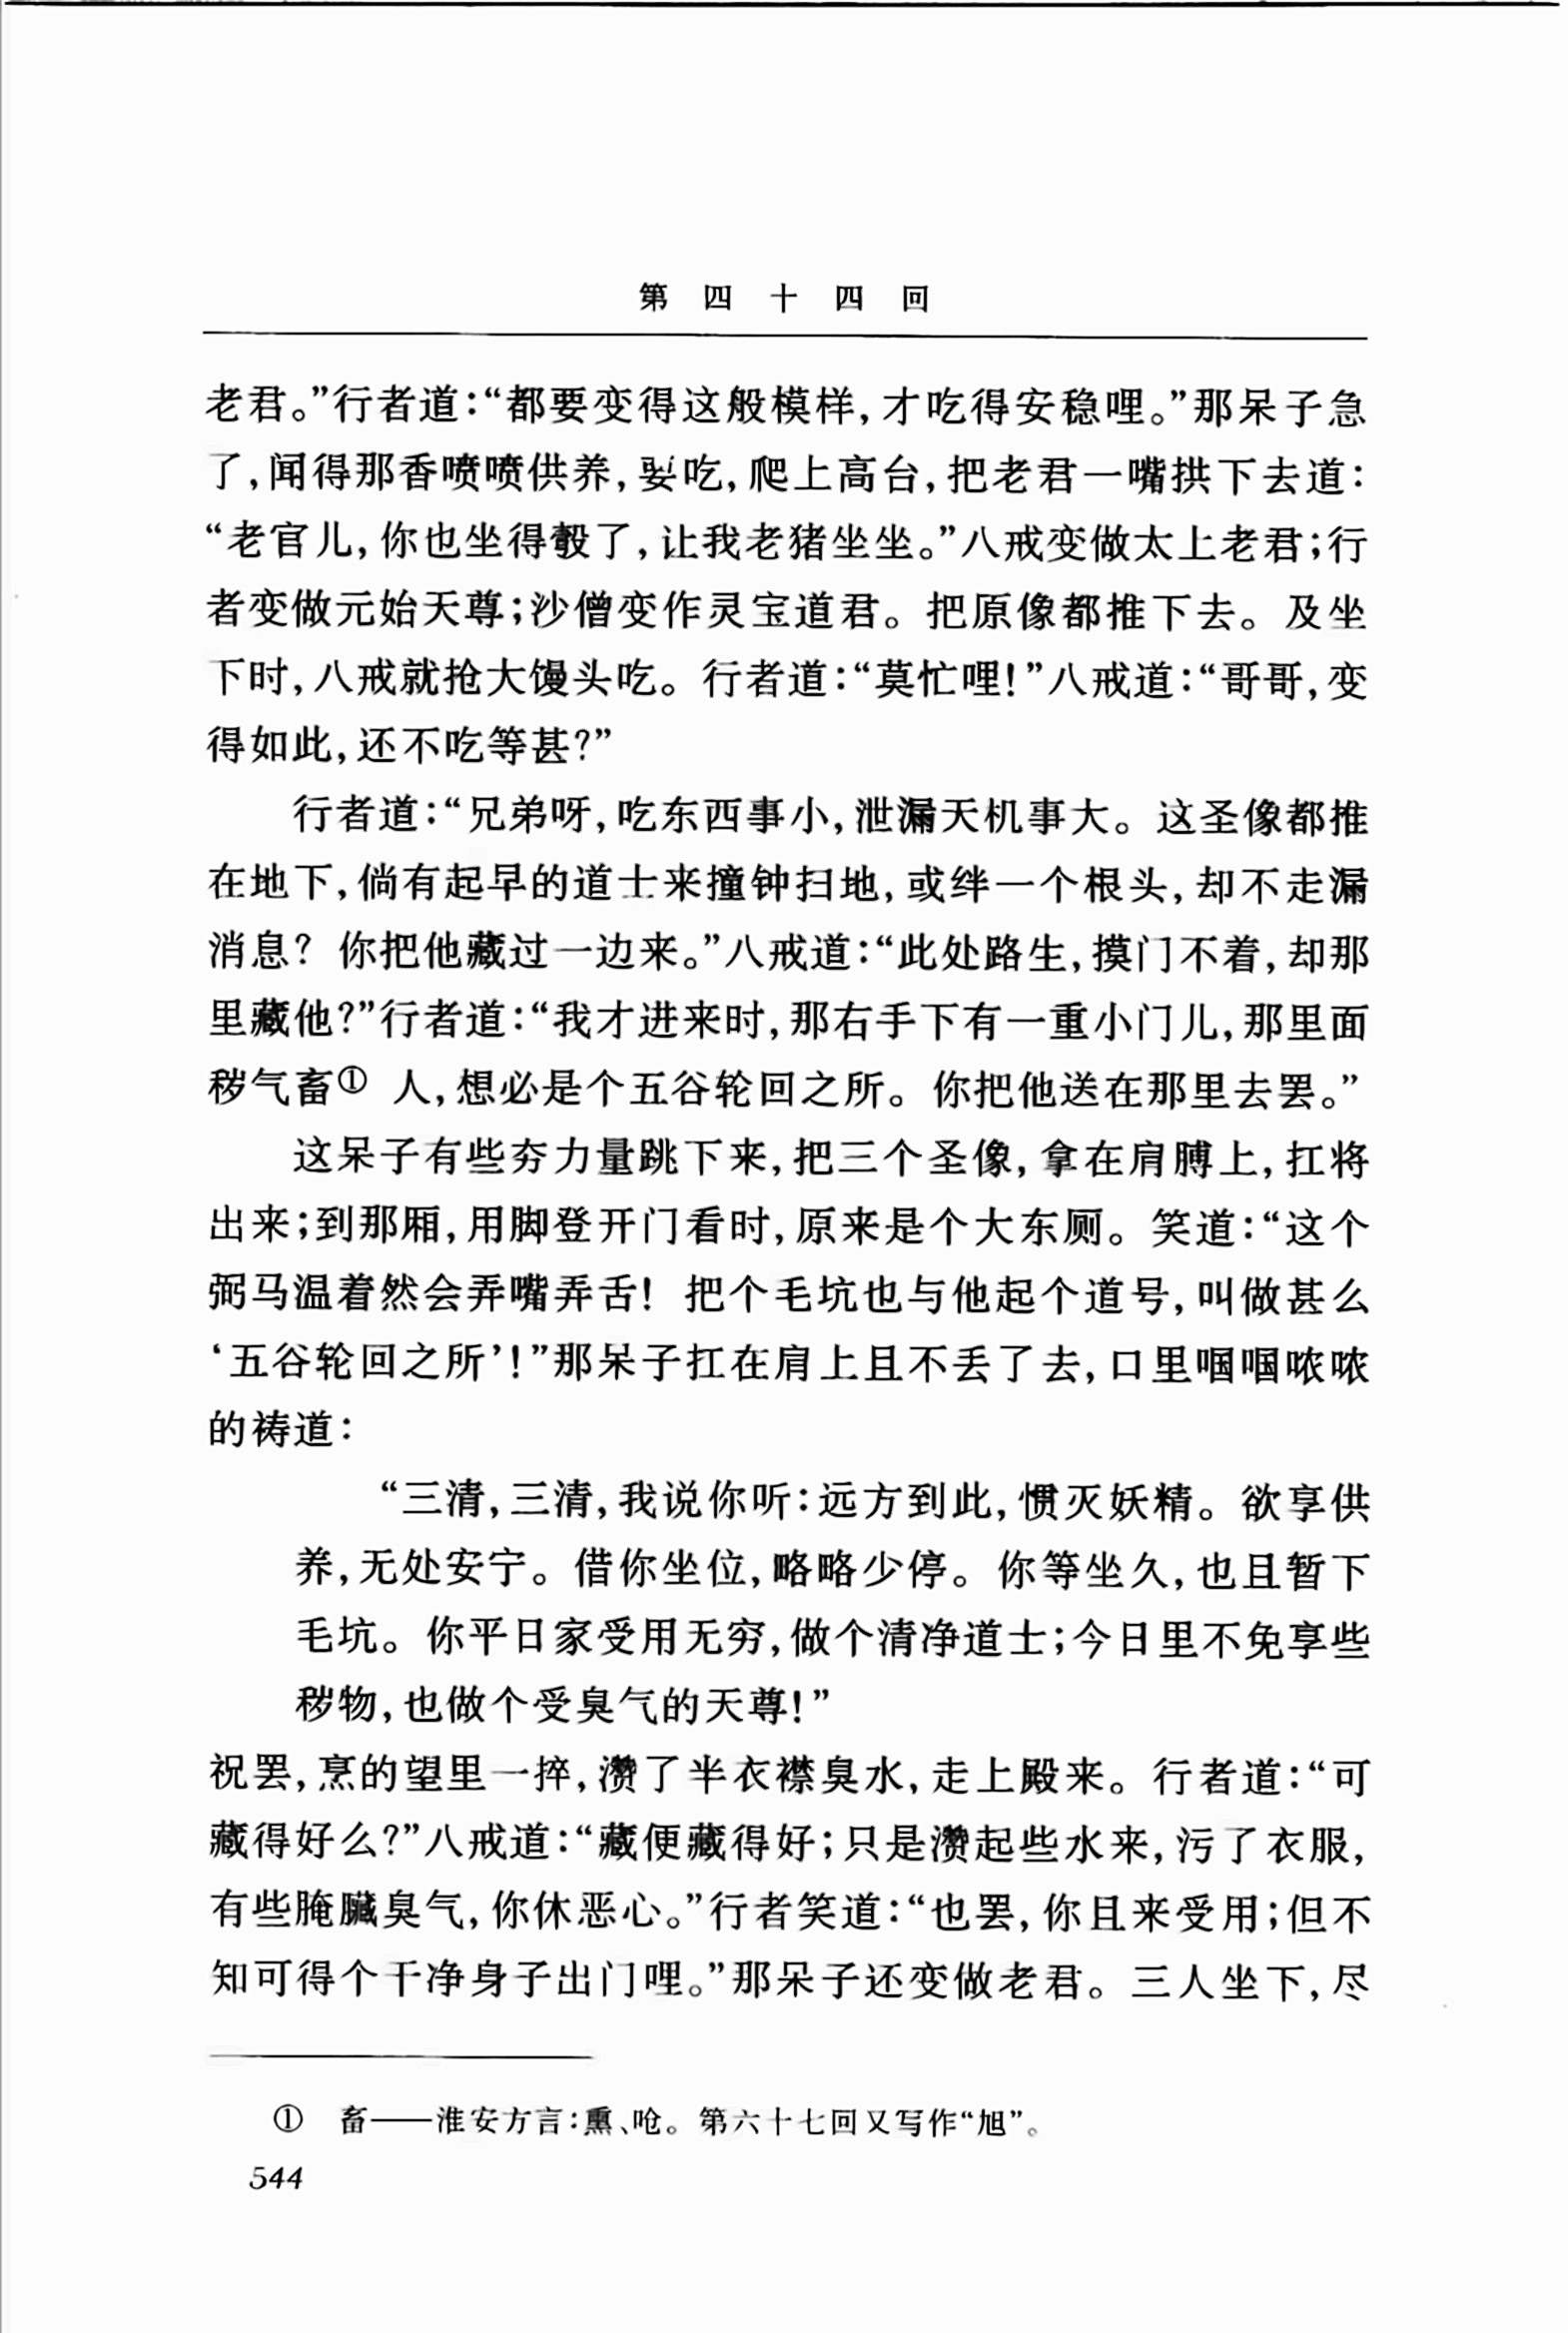 第四十四回
老君。”行者道：“都要变得这般模样，才吃得安稳哩。”那呆子急
了，闻得那香喷喷供养，要吃，爬上高台，把老君一嘴拱下去道：
“老官儿，你也坐得彀了，让我老猪坐坐。”八戒变做太上老君；行
者变做元始天尊；沙僧变作灵宝道君。把原像都推下去。及坐
下时，八戒就抢大馒头吃。行者道：“莫忙哩！”八戒道：“哥哥，变
得如此，还不吃等甚？”
行者道：“兄弟呀，吃东西事小，泄漏天机事大。这圣像都推
在地下，倘有起早的道士来撞钟扫地，或绊一个根头，却不走漏
消息？你把他藏过一边来。”八戒道：“此处路生，摸门不着，却那
里藏他？”行者道：“我才进来时，那右手下有一重小门儿，那里面
秽气畜① 人，想必是个五谷轮回之所。你把他送在那里去罢。”
这呆子有些夯力量跳下来，把三个圣像，拿在肩膊上，扛将
出来；到那厢，用脚登开门看时，原来是个大东厕。笑道：“这个
弼马温着然会弄嘴弄舌！把个毛坑也与他起个道号，叫做甚么
‘五谷轮回之所’！”那呆子扛在肩上且不丢了去，口里啯啯哝哝
的祷道：
“三清，三清，我说你听：远方到此，惯灭妖精。欲享供
养，无处安宁。借你坐位，略略少停。你等坐久，也且暂下
毛坑。你平日家受用无穷，做个清净道士；今日里不免享些
秽物，也做个受臭气的天尊！”
祝罢，烹的望里一捽，灒了半衣襟臭水，走上殿来。行者道：“可
藏得好么？”八戒道：“藏便藏得好；只是灒起些水来，污了衣服，
有些腌臜臭气，你休恶心。”行者笑道：“也罢，你且来受用；但不
知可得个干净身子出门哩。”那呆子还变做老君。三人坐下，尽
① 畜——淮安方言：熏、呛。第六十七回又写作“旭”。
544